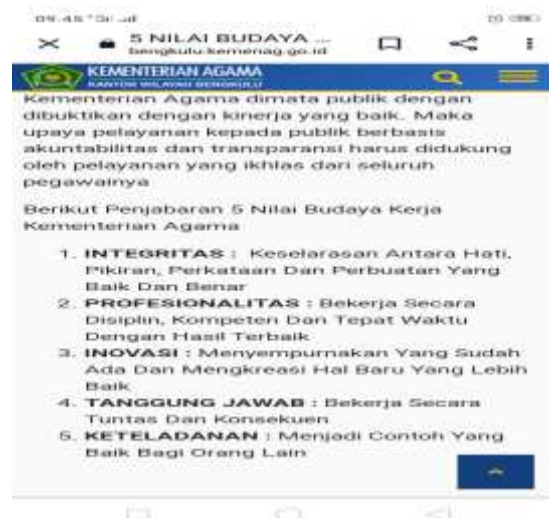 09.45
5 NILAI BUDAYA ...
bengkulu.kemenag.go.id
KEMENTERIAN AGAMA
KANTOR WILAYAH BENGKULU
Kementerian Agama dimata publik dengan
dibuktikan dengan kinerja yang baik. Maka
upaya pelayanan kepada publik berbasis
akuntabilitas dan transparansi harus didukung
oleh pelayanan yang ikhlas dari seluruh
pegawainya
Berikut Penjabaran 5 Nilai Budaya Kerja
Kementerian Agama
1. INTEGRITAS : Keselarasan Antara Hati,
Pikiran, Perkataan Dan Perbuatan Yang
Baik Dan Benar
2. PROFESIONALITAS : Bekerja Secara
Disiplin, Kompeten Dan Tepat Waktu
Dengan Hasil Terbaik
3. INOVASI : Menyempurnakan Yang Sudah
Ada Dan Mengkreasi Hal Baru Yang Lebih
Baik
4. TANGGUNG JAWAB : Bekerja Secara
Tuntas Dan Konsekuen
5. KETELADANAN : Menjadi Contoh Yang
Baik Bagi Orang Lain